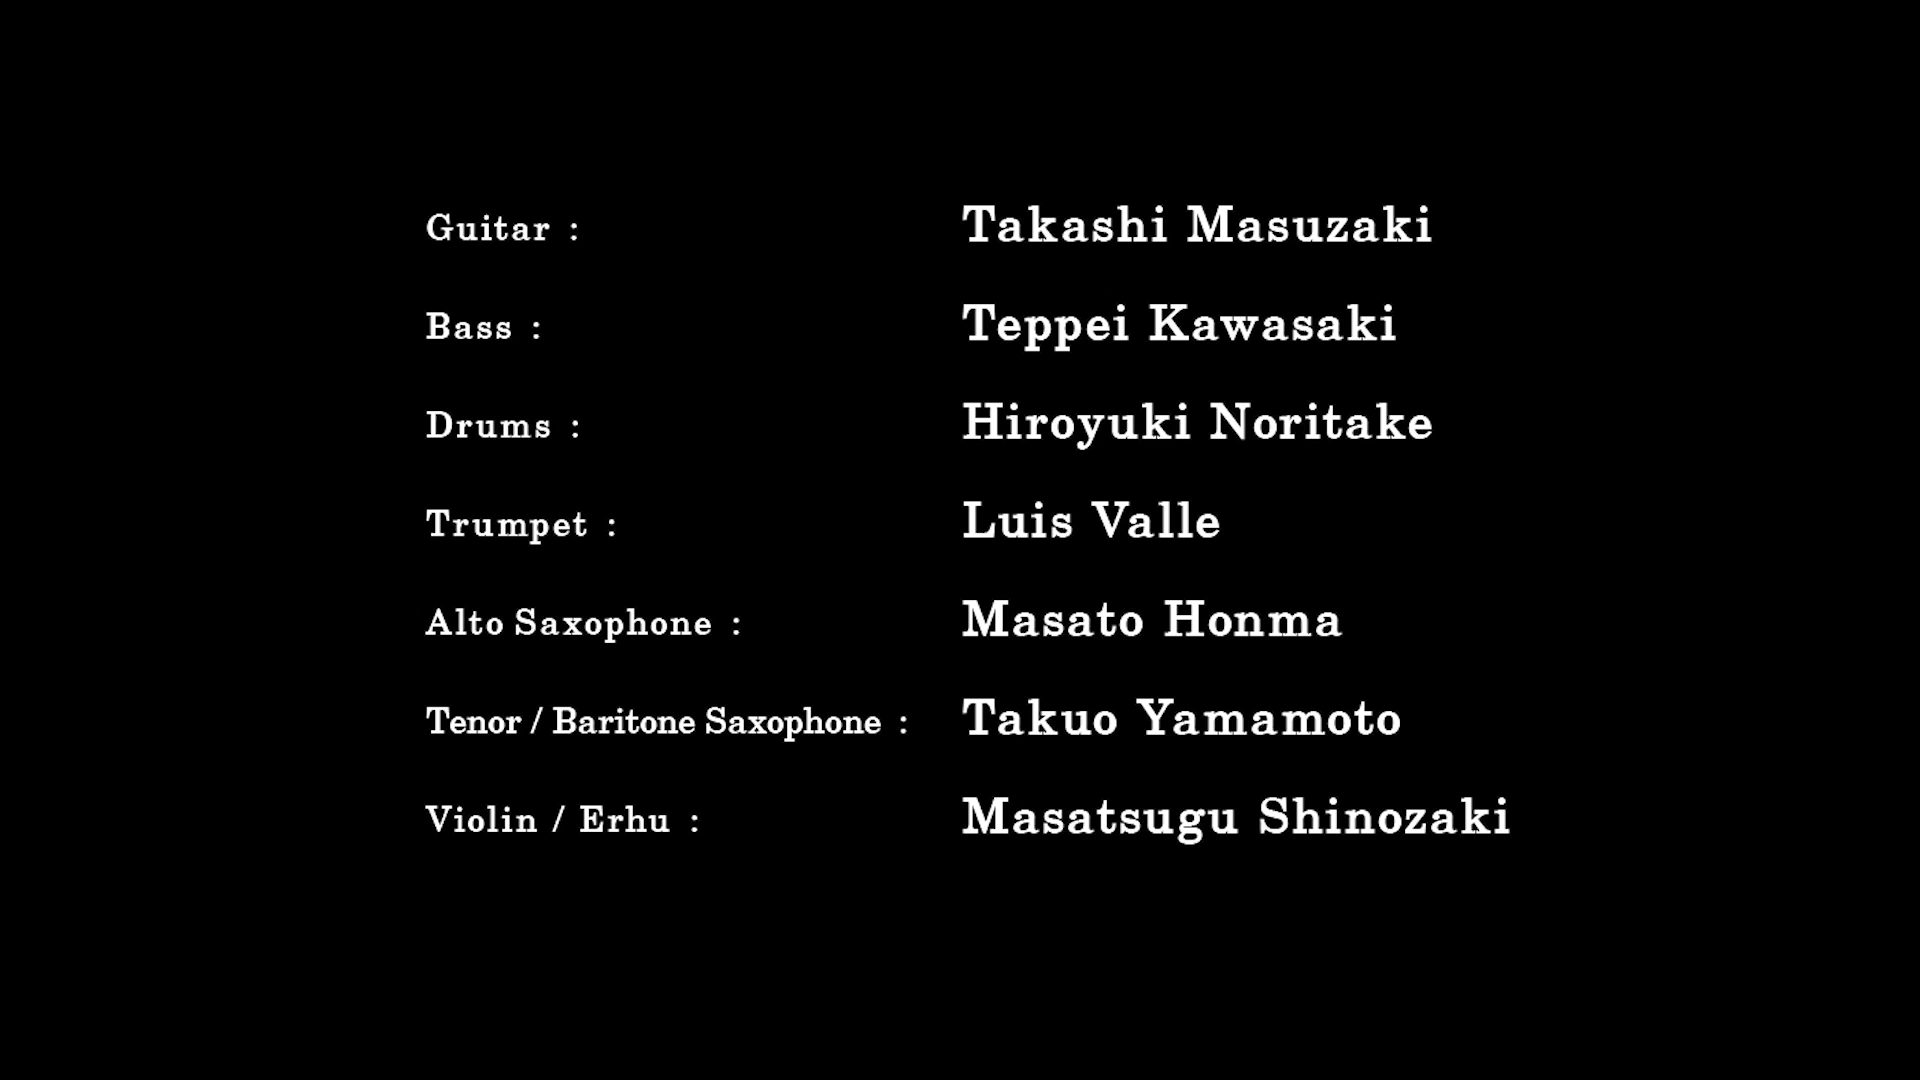 Guitar : Takashi Masuzaki
Bass : Teppei Kawasaki
Drums : Hiroyuki Noritake
Trumpet : Luis Valle
Alto Saxophone : Masato Honma
Tenor / Baritone Saxophone : Takuo Yamamoto
Violin / Erhu : Masatsugu Shinozaki